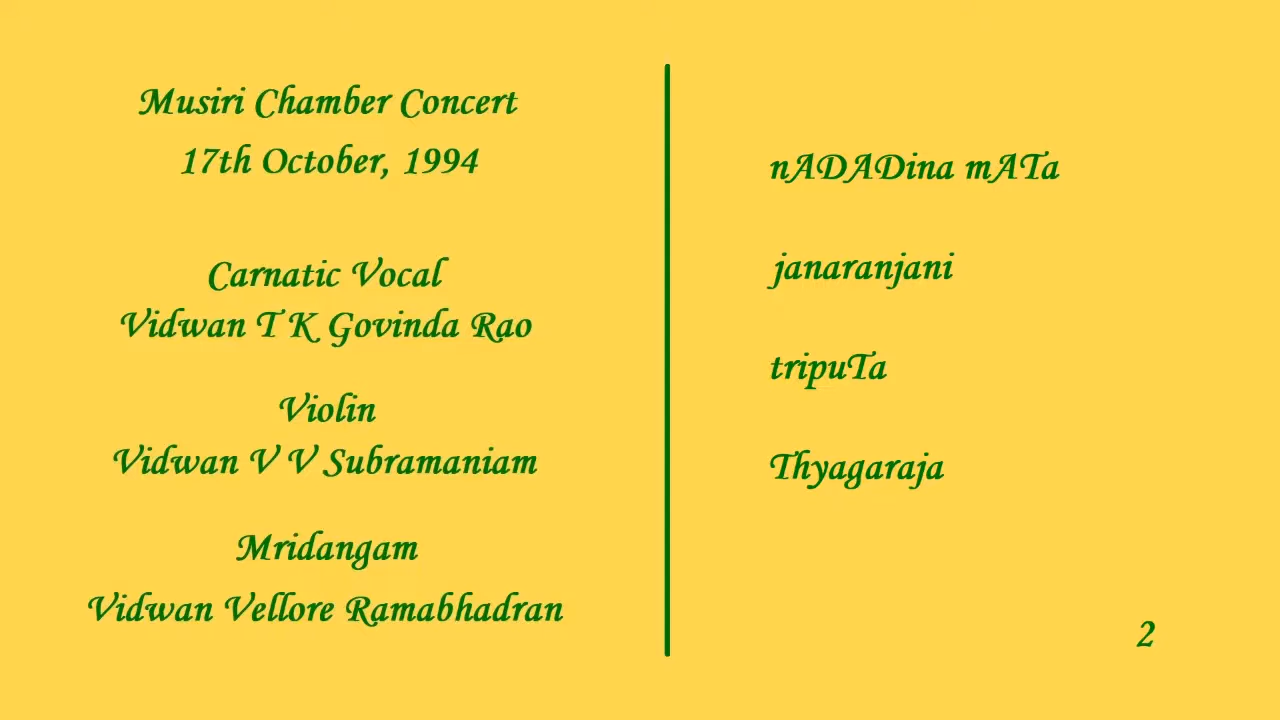 Musiri Chamber Concert
17th October, 1994
Carnatic Vocal
Vidwan T K Govinda Rao
Violin
Vidwan V V Subramaniam
Mridangam
Vidwan Vellore Ramabhadran
nADADina mATa
janaranjani
tripuTa
Thyagaraja
2